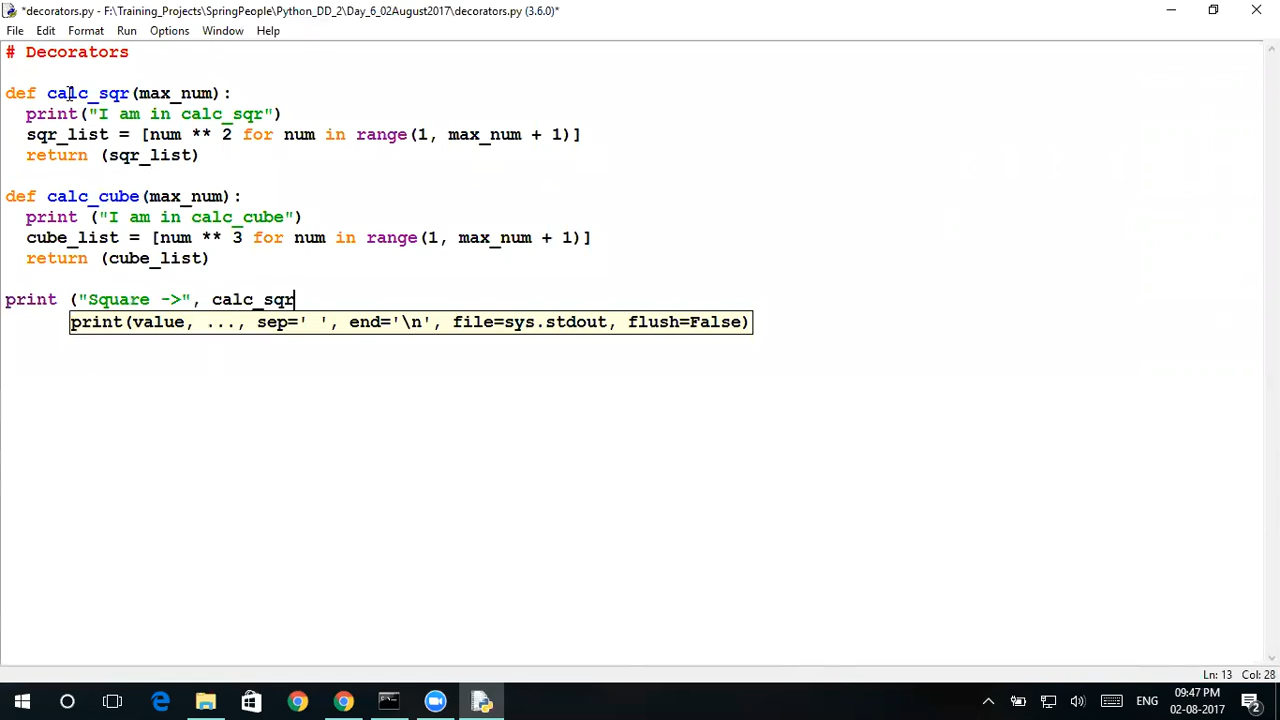 *decorators.py - F:\Training_Projects\SpringPeople\Python_DD_2\Day_6_02August2017\decorators.py (3.6.0)*
File Edit Format Run Options Window Help
# Decorators
def calc_sqr(max_num):
print("I am in calc_sqr")
sqr_list = [num ** 2 for num in range(1, max_num + 1)]
return (sqr_list)
def calc_cube(max_num):
print ("I am in calc_cube")
cube_list = [num ** 3 for num in range(1, max_num + 1)]
return (cube_list)
print ("Square ->", calc_sqr
print(value, ..., sep=' ', end='\n', file=sys.stdout, flush=False)
Ln: 13 Col: 28
ENG
09:47 PM
02-08-2017
2